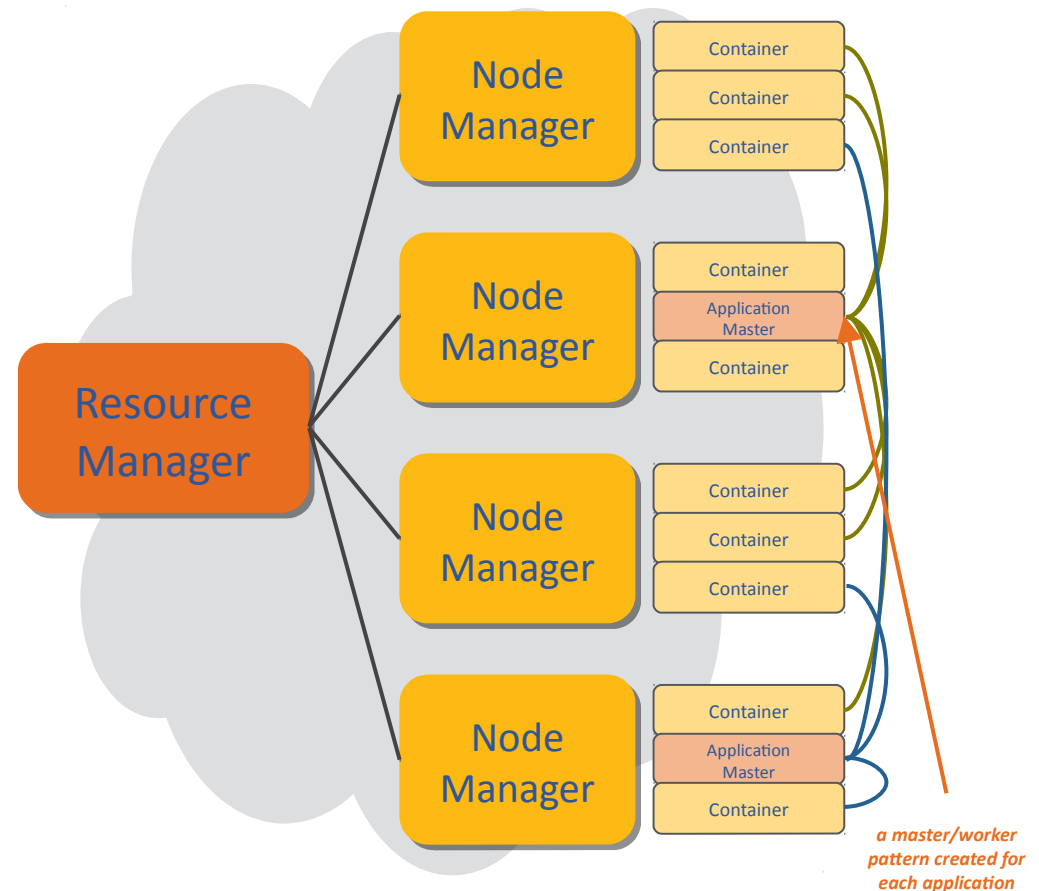 Resource
Manager
Node
Manager
Container
Container
Container
Node
Manager
Container
Application
Master
Container
Node
Manager
Container
Container
Container
Node
Manager
Container
Application
Master
Container
a master/worker
pattern created for
each application